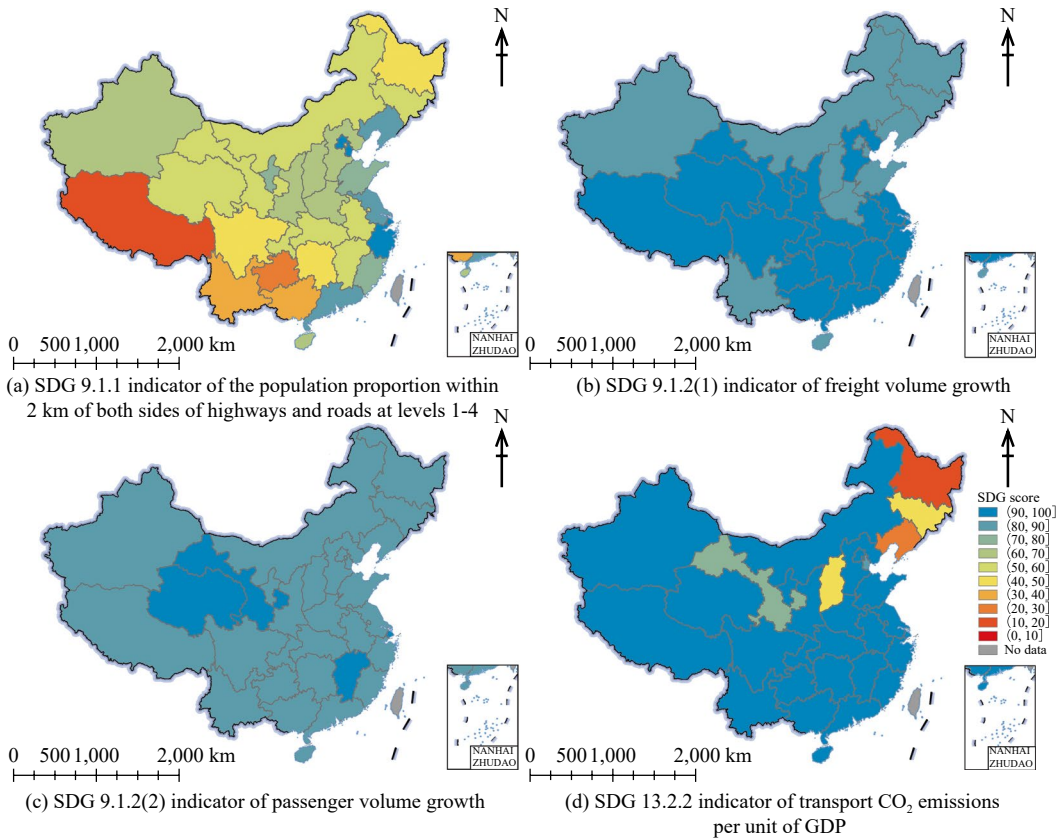 N
NANHAI
ZHUDAO
0 500 1,000 2,000 km
(a) SDG 9.1.1 indicator of the population proportion within
2 km of both sides of highways and roads at levels 1-4
N
NANHAI
ZHUDAO
0 500 1,000 2,000 km
(b) SDG 9.1.2(1) indicator of freight volume growth
N
NANHAI
ZHUDAO
0 500 1,000 2,000 km
(c) SDG 9.1.2(2) indicator of passenger volume growth
N
SDG score
(90, 100]
(80, 90]
(70, 80]
(60, 70]
(50, 60]
(40, 50]
(30, 40]
(20, 30]
(10, 20]
(0, 10]
No data
NANHAI
ZHUDAO
0 500 1,000 2,000 km
(d) SDG 13.2.2 indicator of transport CO₂ emissions
per unit of GDP